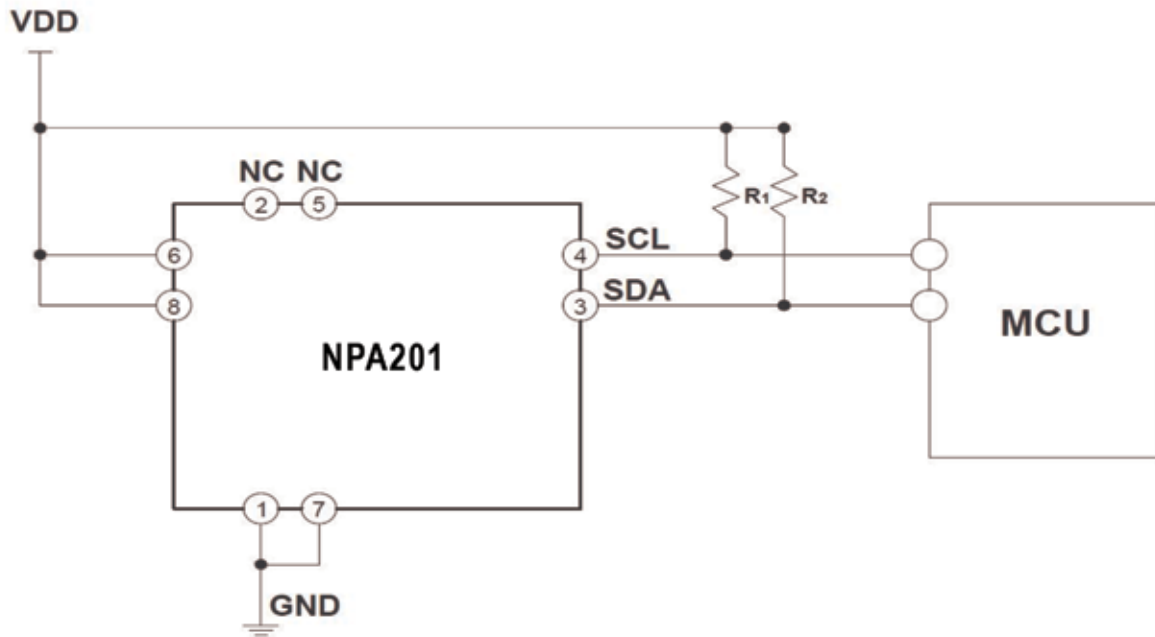 VDD
NC NC
2 5
R1 R2
6
4 SCL
8
3 SDA
MCU
NPA201
1 7
GND